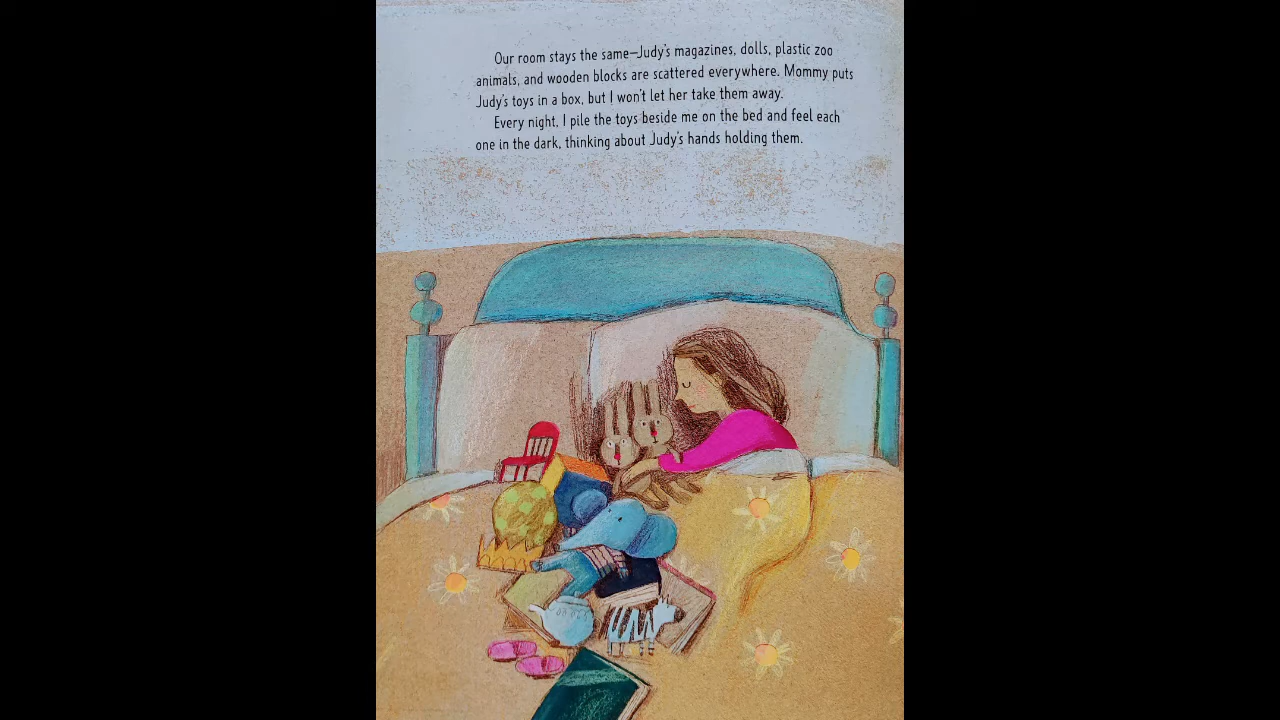 Our room stays the same—Judy's magazines, dolls, plastic zoo
animals, and wooden blocks are scattered everywhere. Mommy puts
Judy's toys in a box, but I won't let her take them away.
Every night, I pile the toys beside me on the bed and feel each
one in the dark, thinking about Judy's hands holding them.